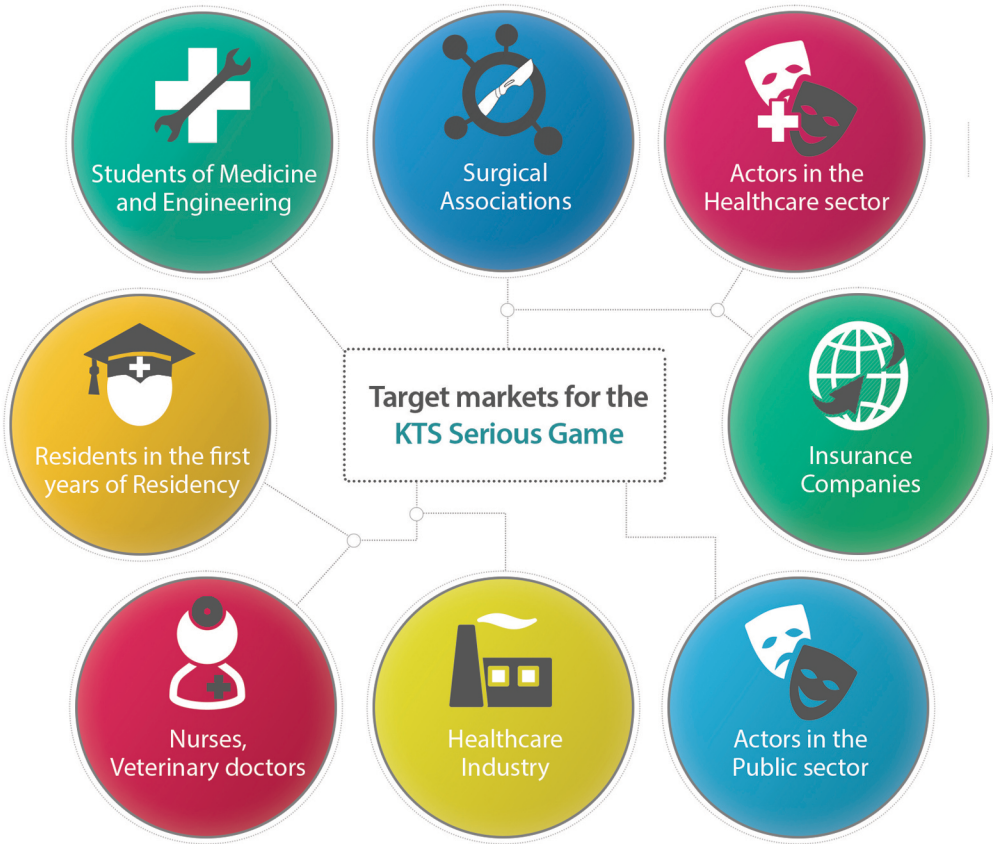 Students of Medicine
and Engineering
Surgical
Associations
Actors in the
Healthcare sector
Residents in the first
years of Residency
Target markets for the
KTS Serious Game
Insurance
Companies
Nurses,
Veterinary doctors
Healthcare
Industry
Actors in the
Public sector